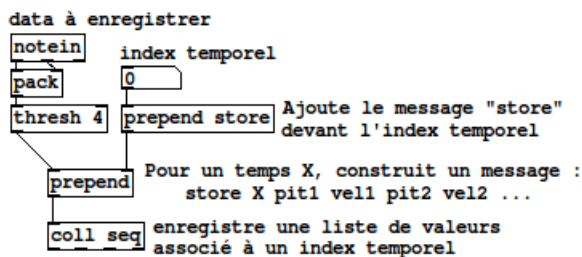 data à enregistrer
notein
index temporel
pack
0
thresh 4
prepend store
Ajoute le message "store"
devant l'index temporel
prepend
Pour un temps X, construit un message :
store X pit1 vel1 pit2 vel2 ...
coll seq
enregistre une liste de valeurs
associé à un index temporel